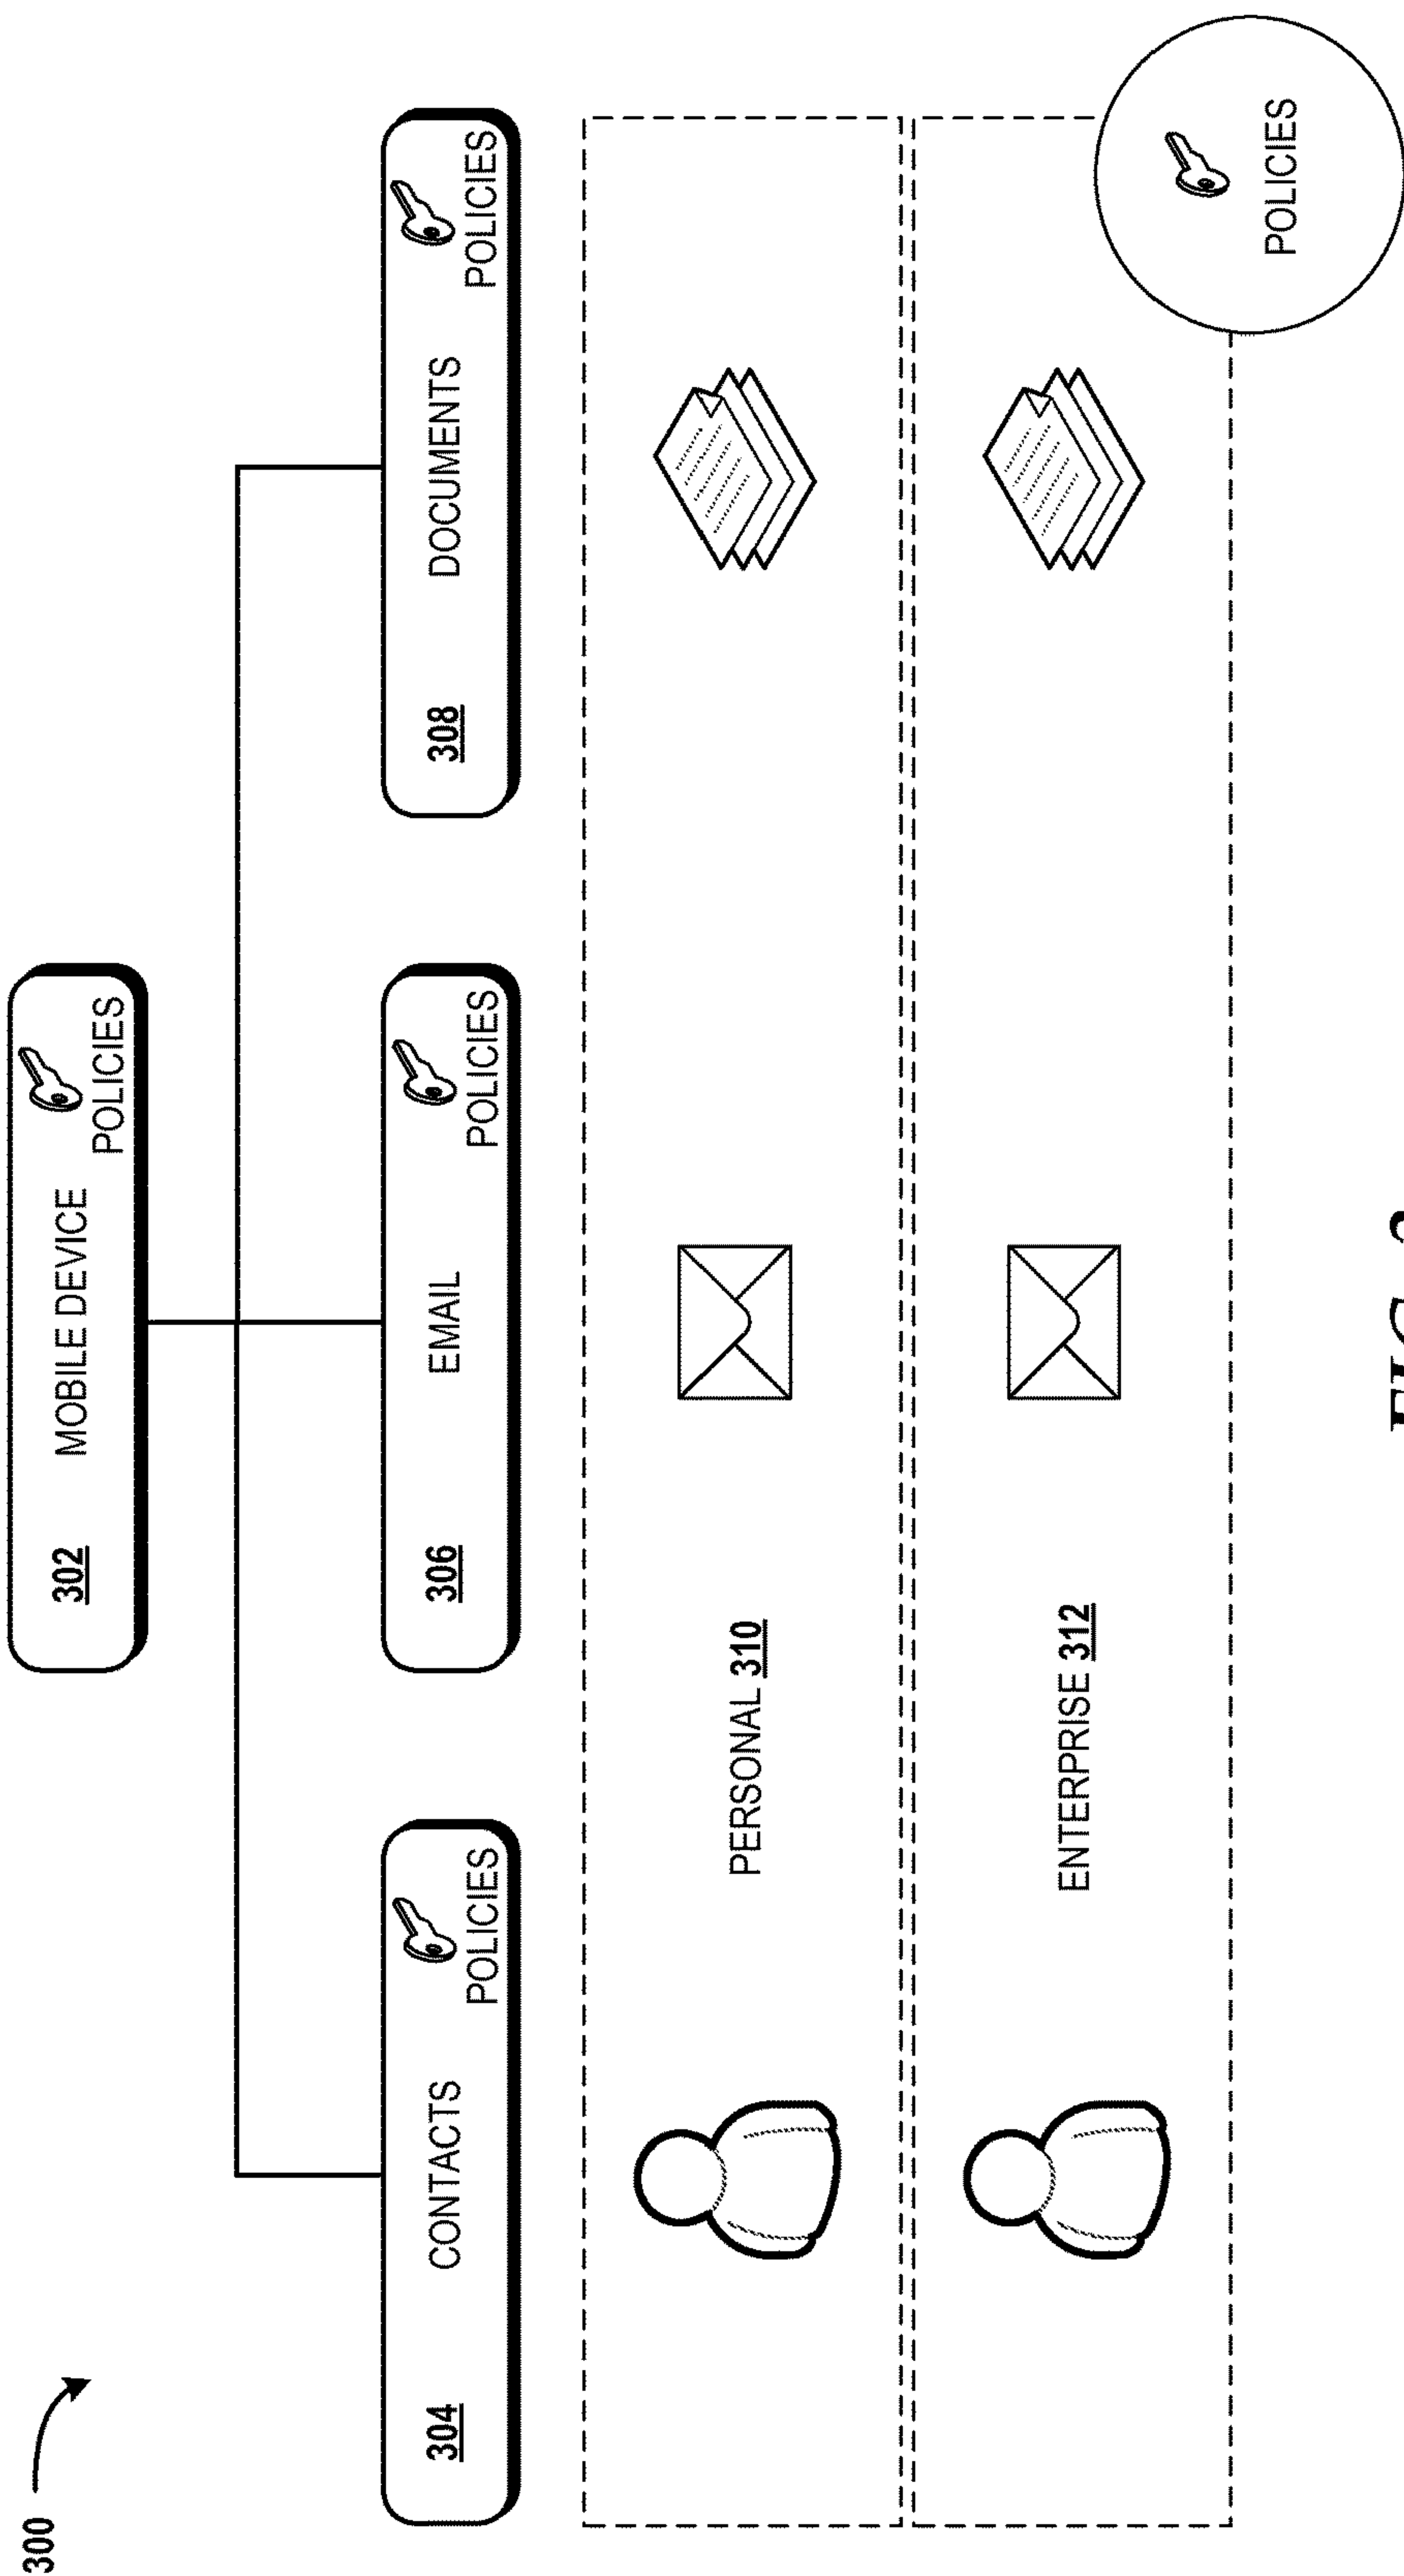 300
302 MOBILE DEVICE
POLICIES
304 CONTACTS
POLICIES
306 EMAIL
POLICIES
308 DOCUMENTS
POLICIES
PERSONAL 310
ENTERPRISE 312
POLICIES